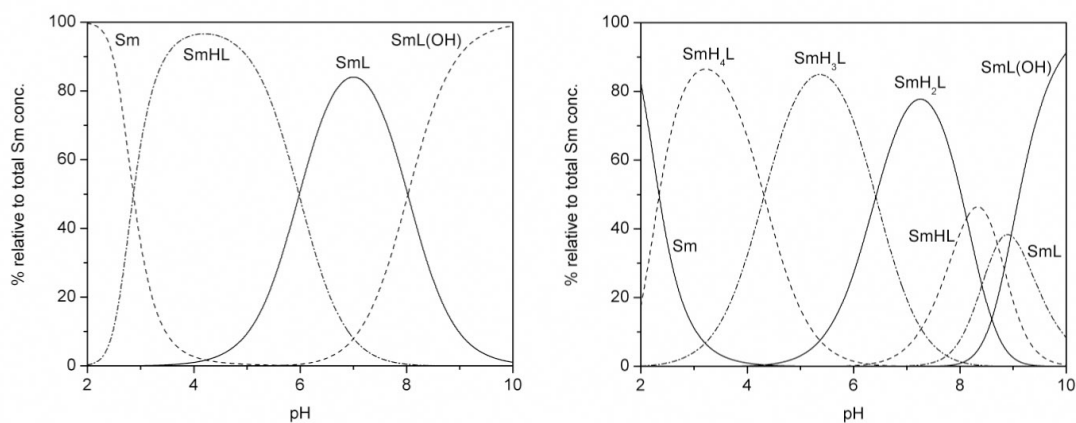 % relative to total Sm conc.
100
80
60
40
20
0
Sm
SmHL
SmL
SmL(OH)
2
4
6
8
10
pH
% relative to total Sm conc.
100
80
60
40
20
0
SmH₄L
SmH₃L
SmH₂L
SmL(OH)
Sm
SmHL
SmL
2
4
6
8
10
pH